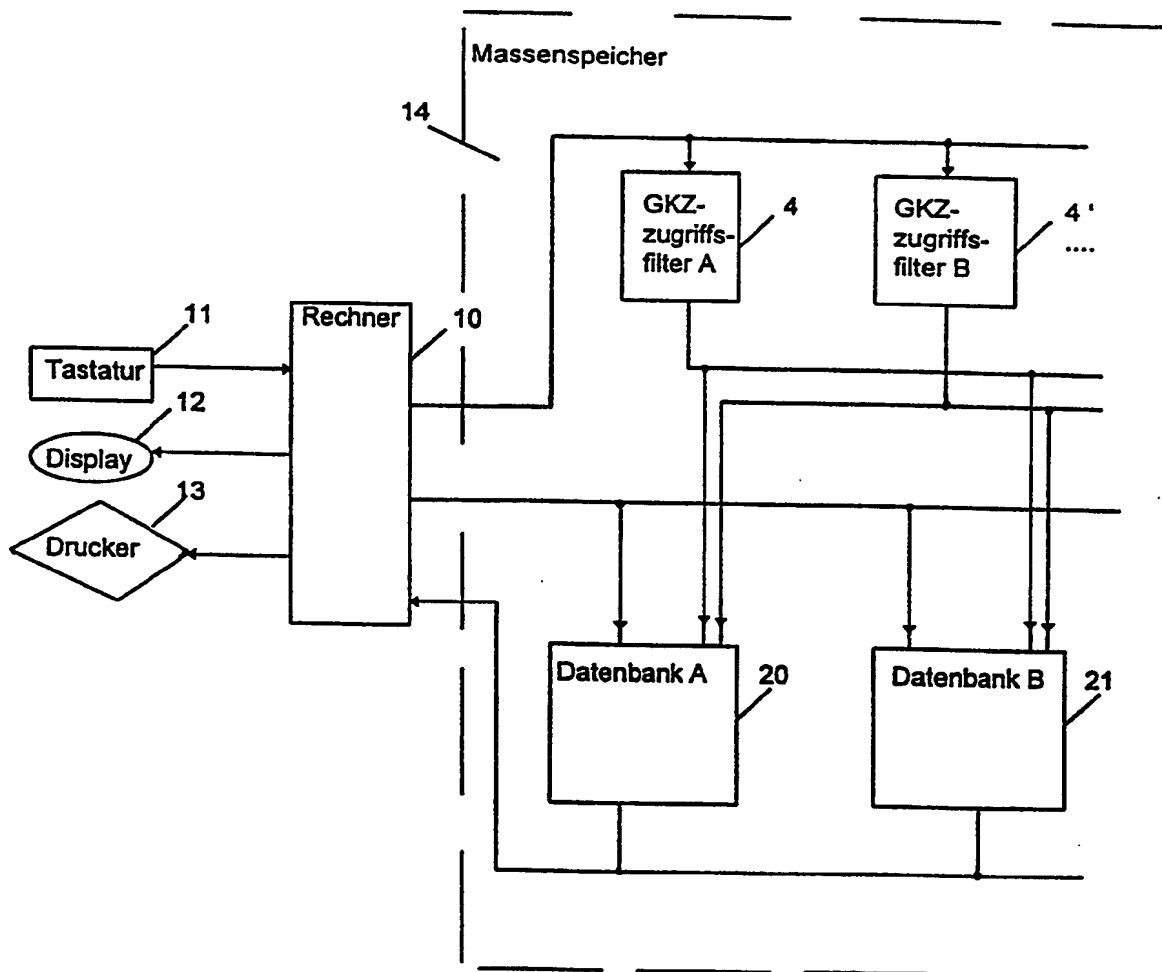 Massenspeicher
14
GKZ-
zugriffs-
filter A
4
GKZ-
zugriffs-
filter B
4 '
....
11
Rechner
10
Tastatur
12
Display
13
Drucker
Datenbank A
20
Datenbank B
21